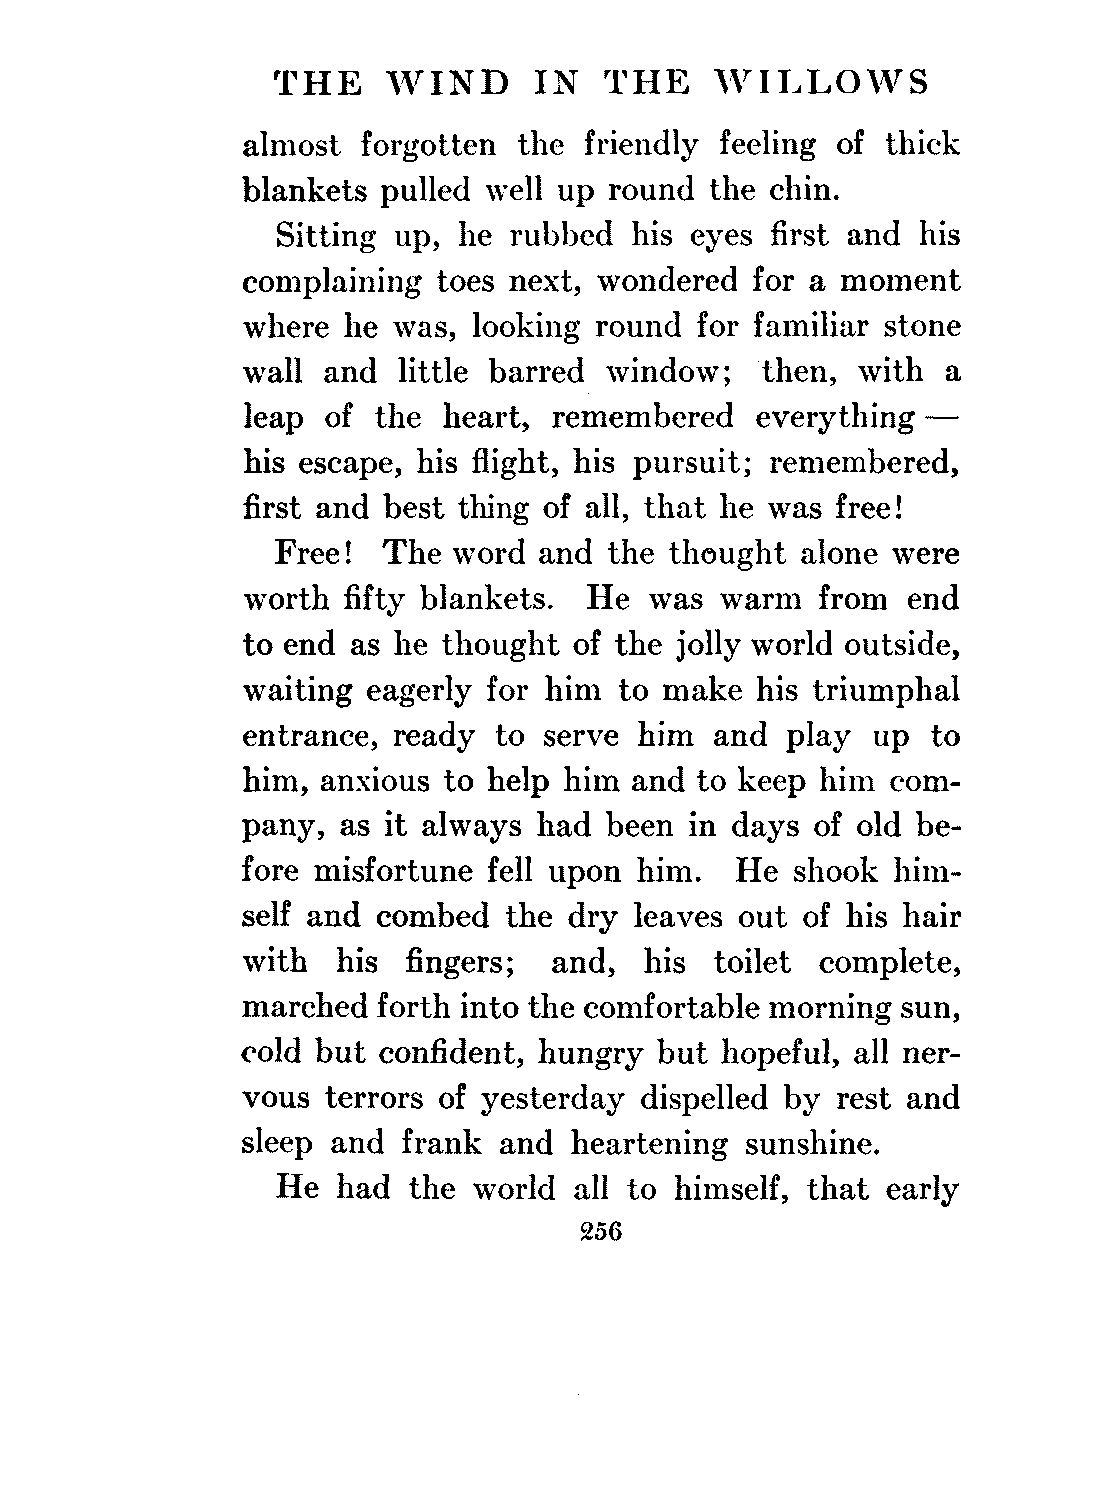 THE WIND IN THE WILLOWS
almost forgotten the friendly feeling of thick
blankets pulled well up round the chin.
Sitting up, he rubbed his eyes first and his
complaining toes next, wondered for a moment
where he was, looking round for familiar stone
wall and little barred window; then, with a
leap of the heart, remembered everything —
his escape, his flight, his pursuit; remembered,
first and best thing of all, that he was free!
Free! The word and the thought alone were
worth fifty blankets. He was warm from end
to end as he thought of the jolly world outside,
waiting eagerly for him to make his triumphal
entrance, ready to serve him and play up to
him, anxious to help him and to keep him com-
pany, as it always had been in days of old be-
fore misfortune fell upon him. He shook him-
self and combed the dry leaves out of his hair
with his fingers; and, his toilet complete,
marched forth into the comfortable morning sun,
cold but confident, hungry but hopeful, all ner-
vous terrors of yesterday dispelled by rest and
sleep and frank and heartening sunshine.
He had the world all to himself, that early
256